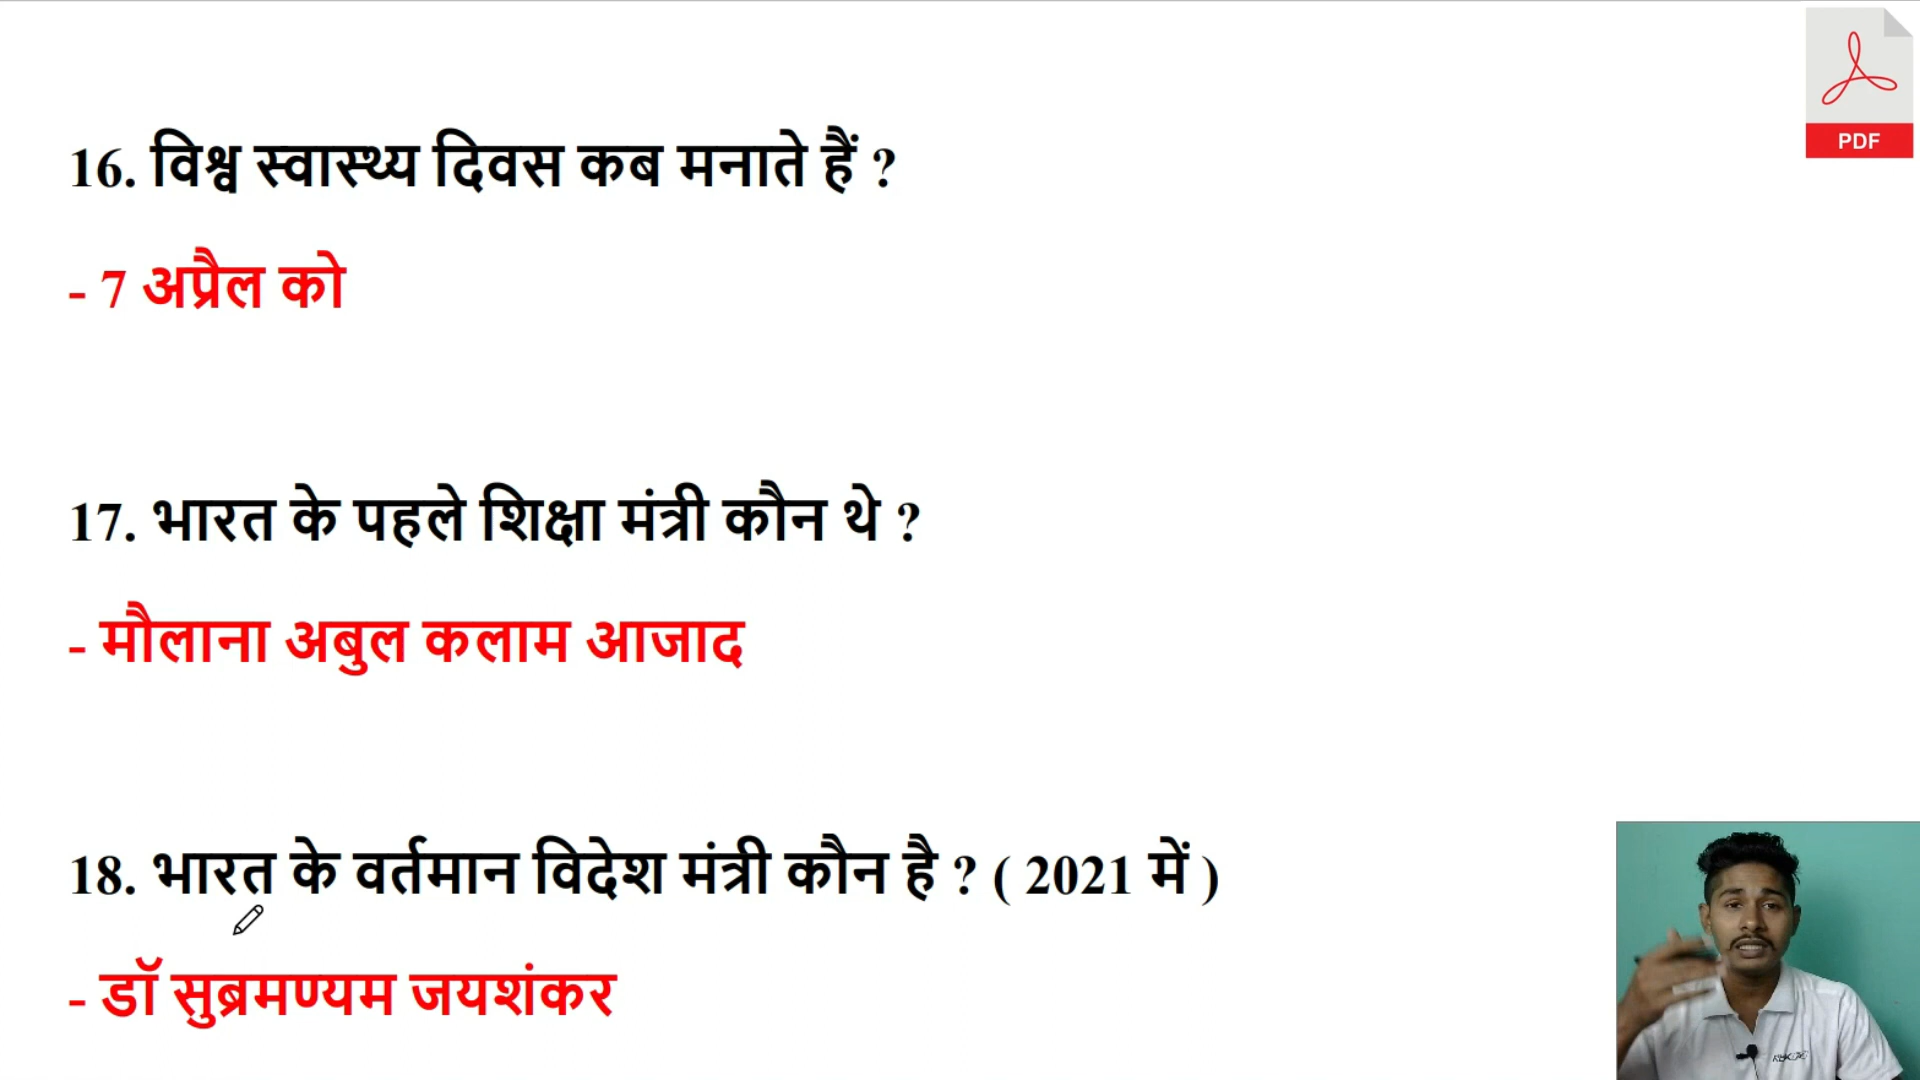 PDF
16. विश्व स्वास्थ्य दिवस कब मनाते हैं ?
- 7 अप्रैल को
17. भारत के पहले शिक्षा मंत्री कौन थे ?
- मौलाना अबुल कलाम आजाद
18. भारत के वर्तमान विदेश मंत्री कौन है ? ( 2021 में )
- डॉ सुब्रमण्यम जयशंकर